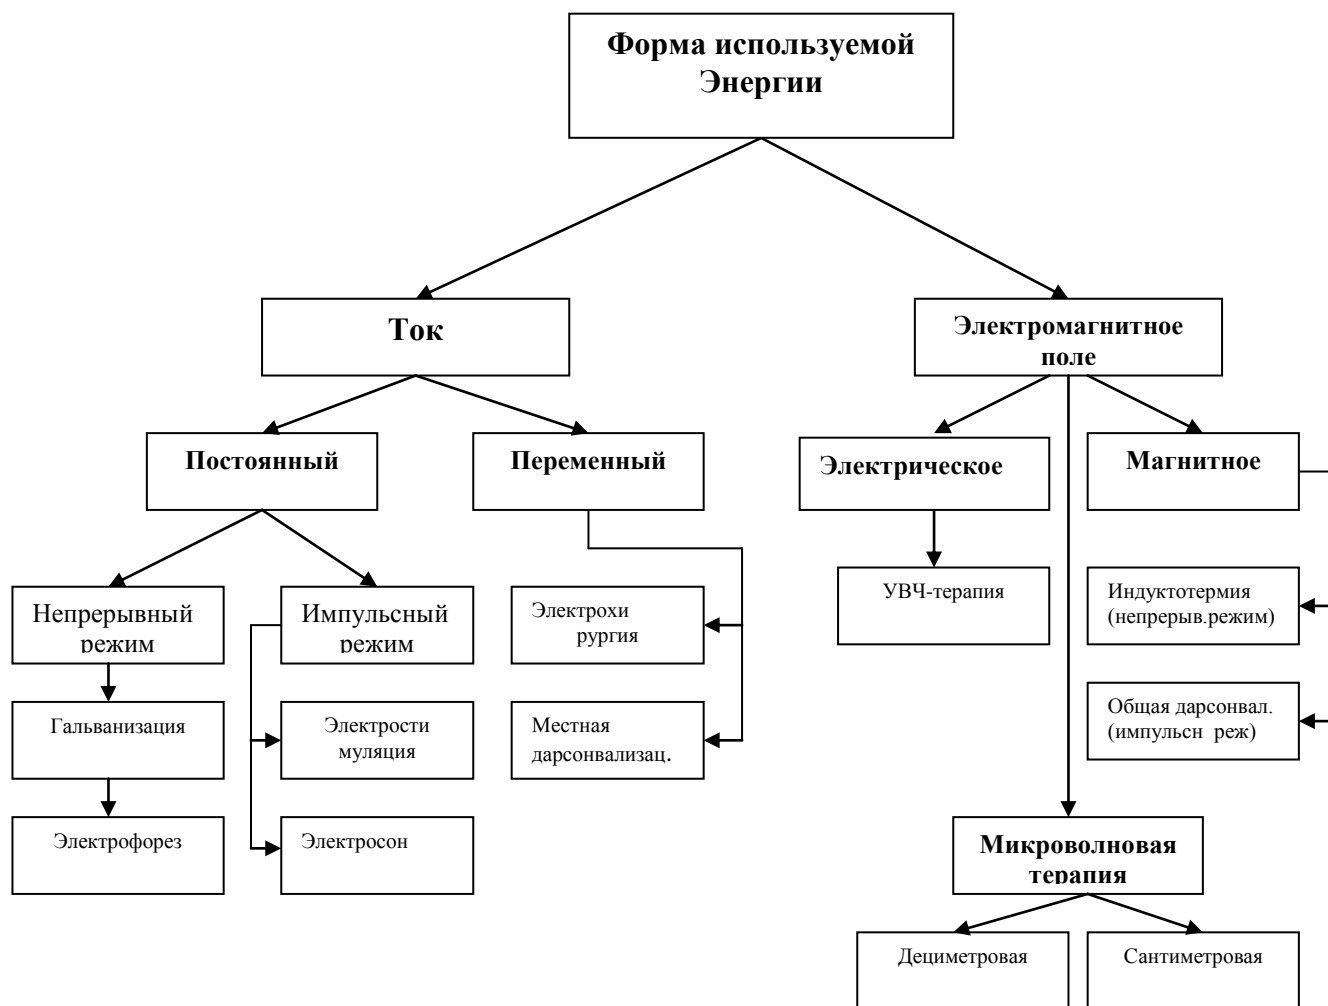 Форма используемой
Энергии
Ток
Электромагнитное
поле
Постоянный
Переменный
Электрическое
Магнитное
Непрерывный
режим
Импульсный
режим
Электрохи
рургия
УВЧ-терапия
Индуктотермия
(непрерыв.режим)
Гальванизация
Электрости
муляция
Местная
дарсонвализац.
Общая дарсонвал.
(импульсн реж)
Электрофорез
Электросон
Микроволновая
терапия
Дециметровая
Сантиметровая